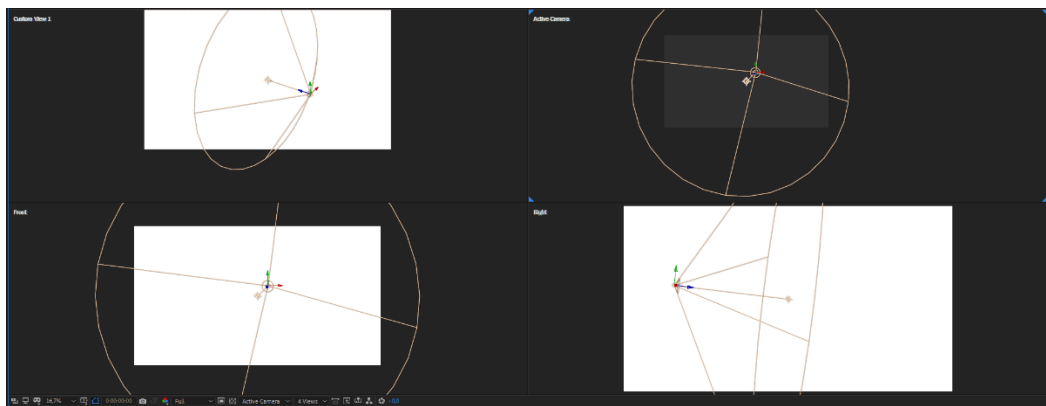 Custom View 1
Active Camera
Front
Right
16,7%
0:00:00:00
Full
Active Camera
4 Views
+0,0